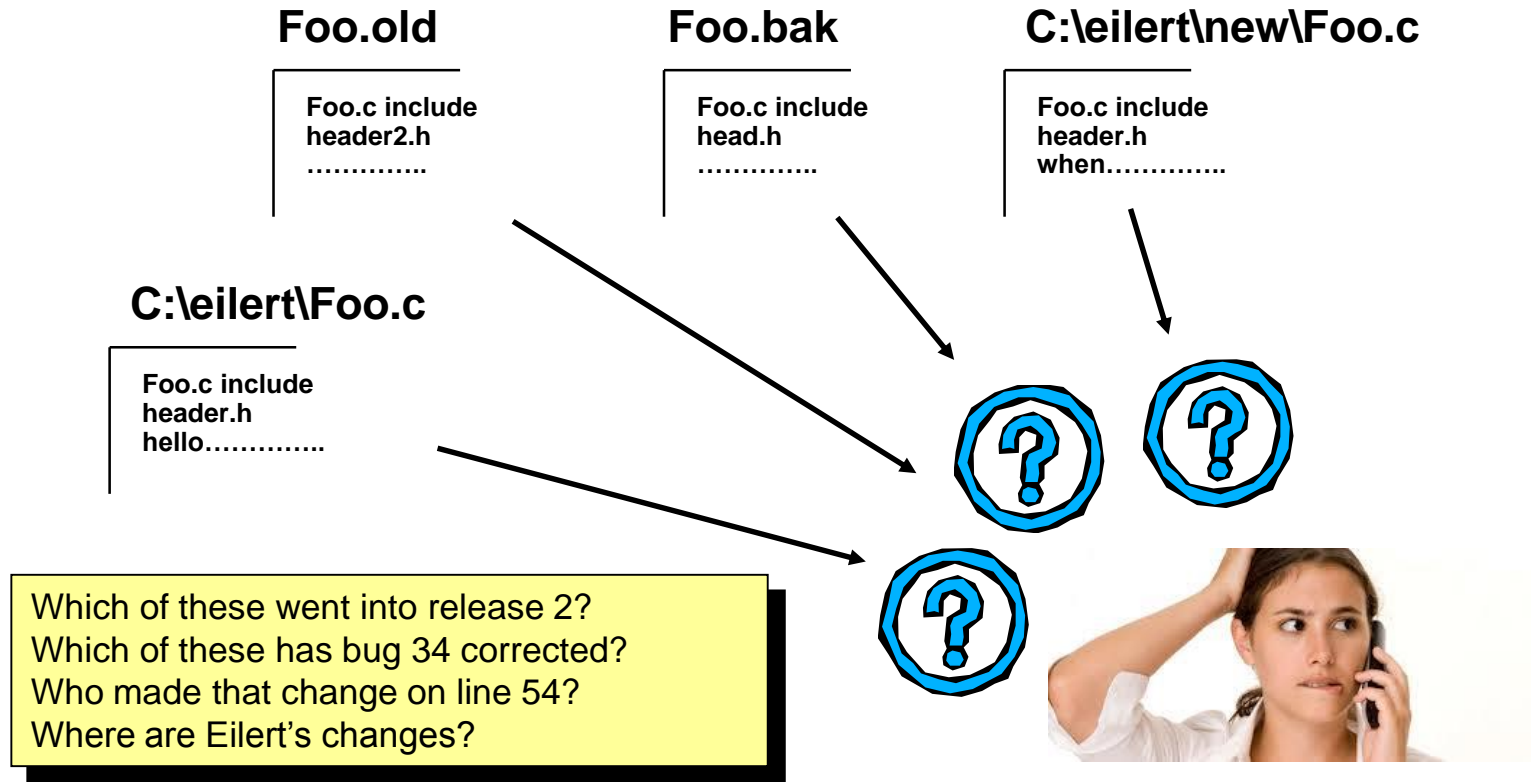 Foo.old
Foo.bak
C:\eilert\new\Foo.c
Foo.c include
header2.h
…………..
Foo.c include
head.h
…………..
Foo.c include
header.h
when…………..
C:\eilert\Foo.c
Foo.c include
header.h
hello…………..
?
?
?
Which of these went into release 2?
Which of these has bug 34 corrected?
Who made that change on line 54?
Where are Eilert’s changes?